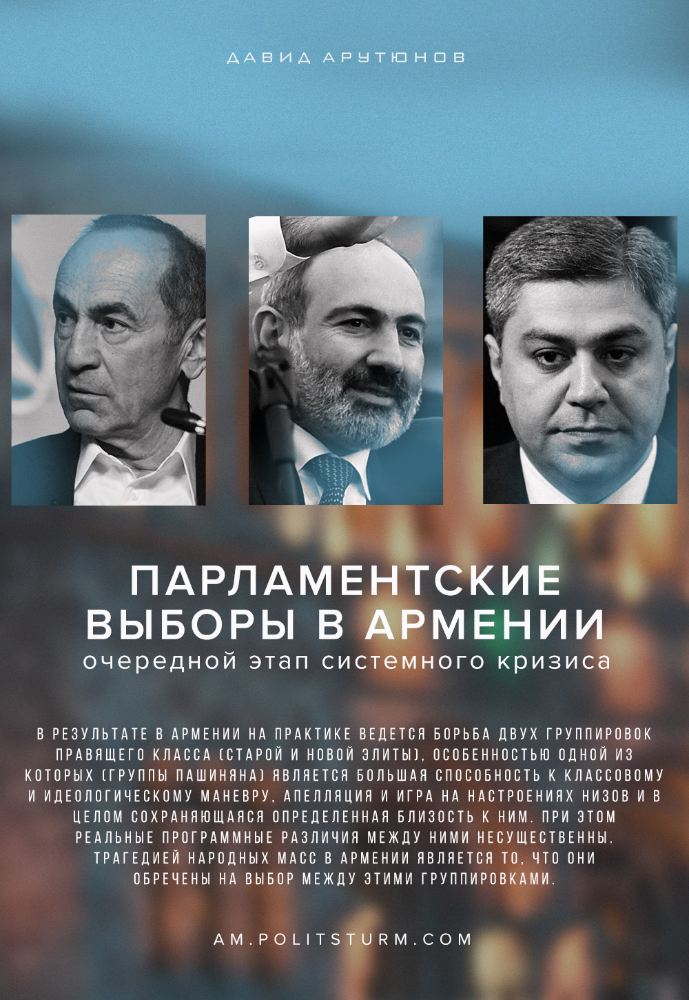 ДАВИД АРУТЮНОВ
ПАРЛАМЕНТСКИЕ
ВЫБОРЫ В АРМЕНИИ
очередной этап системного кризиса
В РЕЗУЛЬТАТЕ В АРМЕНИИ НА ПРАКТИКЕ ВЕДЕТСЯ БОРЬБА ДВУХ ГРУППИРОВОК
ПРАВЯЩЕГО КЛАССА (СТАРОЙ И НОВОЙ ЭЛИТЫ), ОСОБЕННОСТЬЮ ОДНОЙ ИЗ
КОТОРЫХ (ГРУППЫ ПАШИНЯНА) ЯВЛЯЕТСЯ БОЛЬШАЯ СПОСОБНОСТЬ К КЛАССОВОМУ
И ИДЕОЛОГИЧЕСКОМУ МАНЕВРУ, АПЕЛЛЯЦИЯ И ИГРА НА НАСТРОЕНИЯХ НИЗОВ И В
ЦЕЛОМ СОХРАНЯЮЩАЯСЯ ОПРЕДЕЛЕННАЯ БЛИЗОСТЬ К НИМ. ПРИ ЭТОМ
РЕАЛЬНЫЕ ПРОГРАММНЫЕ РАЗЛИЧИЯ МЕЖДУ НИМИ НЕСУЩЕСТВЕННЫ.
ТРАГЕДИЕЙ НАРОДНЫХ МАСС В АРМЕНИИ ЯВЛЯЕТСЯ ТО, ЧТО ОНИ
ОБРЕЧЕНЫ НА ВЫБОР МЕЖДУ ЭТИМИ ГРУППИРОВКАМИ.
AM.POLITSTURM.COM